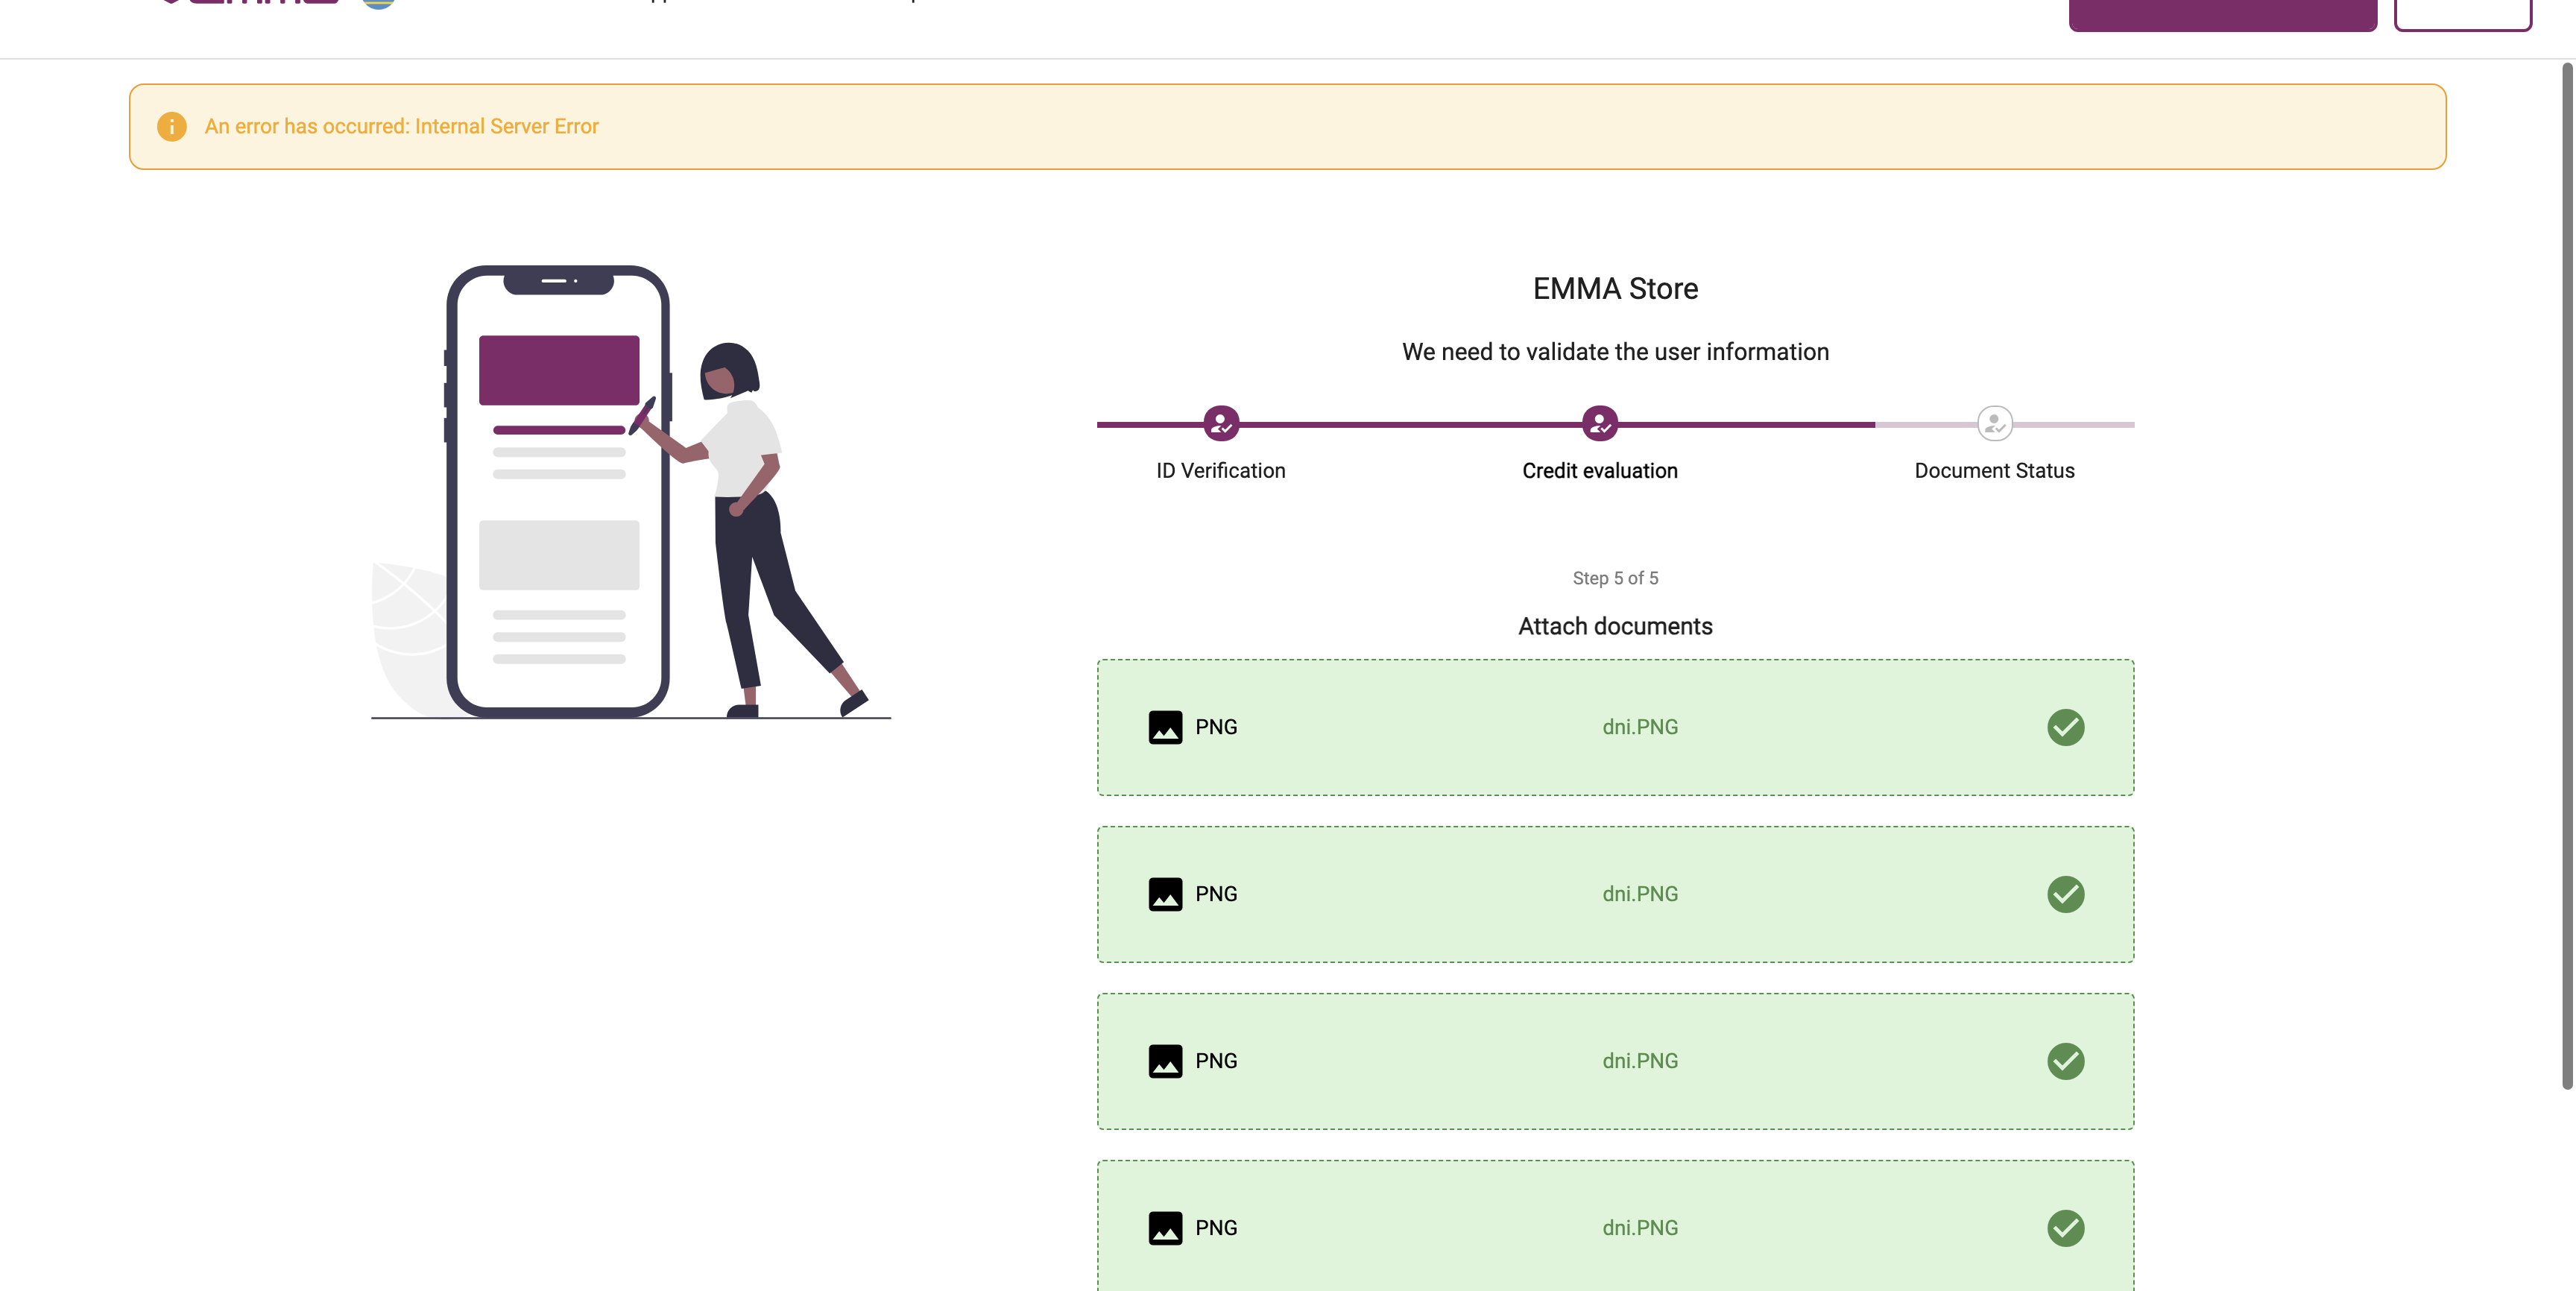 An error has occurred: Internal Server Error
EMMA Store
We need to validate the user information
ID Verification
Credit evaluation
Document Status
Step 5 of 5
Attach documents
PNG dni.PNG
PNG dni.PNG
PNG dni.PNG
PNG dni.PNG